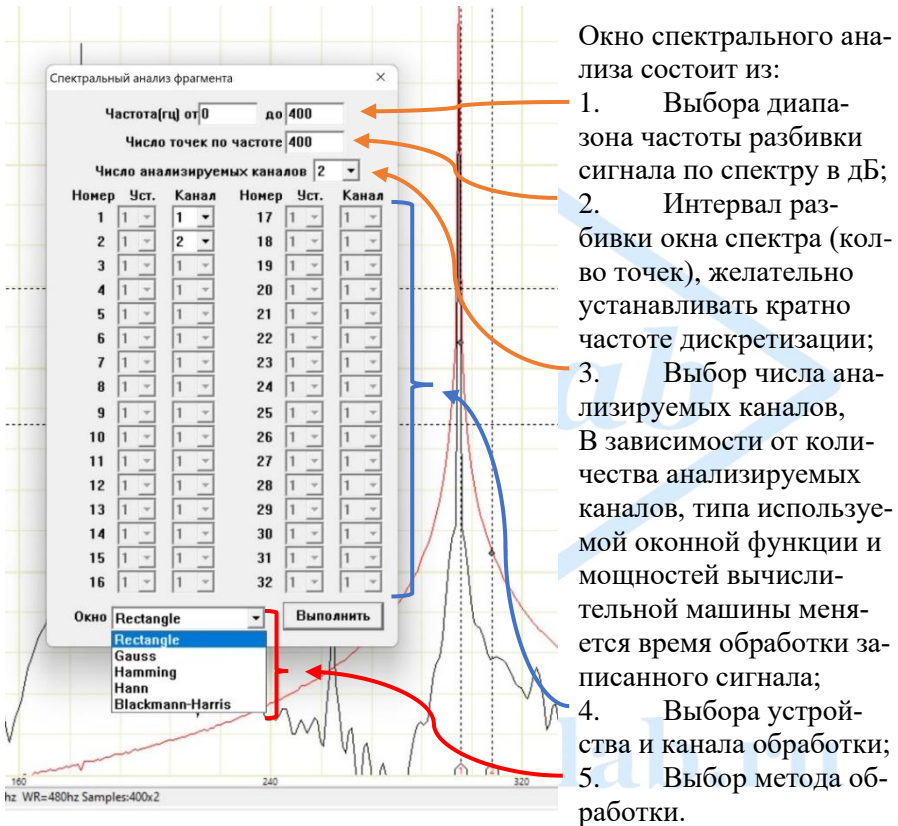 Спектральный анализ фрагмента ×
Частота(гц) от 0 до 400
Число точек по частоте 400
Число анализируемых каналов 2
Номер Уст. Канал Номер Уст. Канал
1 1 1 17 1 1
2 1 2 18 1 1
3 1 1 19 1 1
4 1 1 20 1 1
5 1 1 21 1 1
6 1 1 22 1 1
7 1 1 23 1 1
8 1 1 24 1 1
9 1 1 25 1 1
10 1 1 26 1 1
11 1 1 27 1 1
12 1 1 28 1 1
13 1 1 29 1 1
14 1 1 30 1 1
15 1 1 31 1 1
16 1 1 32 1 1
Окно Rectangle Выполнить
Rectangle
Gauss
Hamming
Hann
Blackmann-Harris
160 240 320
hz WR=480hz Samples:400x2
Окно спектрального ана-
лиза состоит из:
1. Выбора диапа-
зона частоты разбивки
сигнала по спектру в дБ;
2. Интервал раз-
бивки окна спектра (кол-
во точек), желательно
устанавливать кратно
частоте дискретизации;
3. Выбор числа ана-
лизируемых каналов,
В зависимости от коли-
чества анализируемых
каналов, типа используе-
мой оконной функции и
мощностей вычисли-
тельной машины меня-
ется время обработки за-
писанного сигнала;
4. Выбора устрой-
ства и канала обработки;
5. Выбор метода об-
работки.